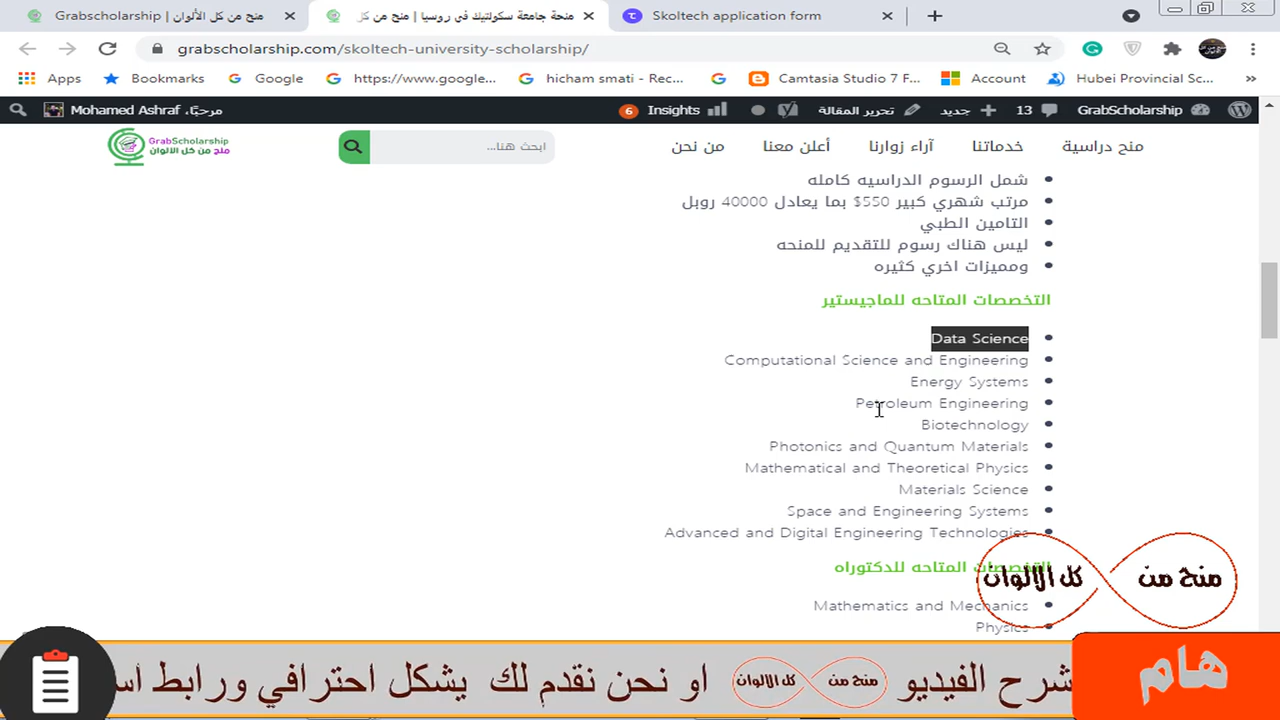 Grabscholarship | منح من كل الألوان
منحة جامعة سكولتيك في روسيا | منح من كل
Skoltech application form
grabscholarship.com/skoltech-university-scholarship/
Apps
Bookmarks
Google
https://www.google...
hicham smati - Rec...
Camtasia Studio 7 F...
Account
Hubei Provincial Sc...
»
مرحبًا، Mohamed Ashraf
6 Insights
تحرير المقالة
جديد
13
GrabScholarship
GrabScholarship
منح من كل الألوان
ابحث هنا...
منح دراسية
خدماتنا
آراء زوارنا
أعلن معنا
من نحن
شمل الرسوم الدراسيه كامله
مرتب شهري كبير 550$ بما يعادل 40000 روبل
التامين الطبي
ليس هناك رسوم للتقديم للمنحه
ومميزات اخري كثيره
التخصصات المتاحه للماجيستير
Data Science
Computational Science and Engineering
Energy Systems
Petroleum Engineering
Biotechnology
Photonics and Quantum Materials
Mathematical and Theoretical Physics
Materials Science
Space and Engineering Systems
Advanced and Digital Engineering Technologies
التخصصات المتاحه للدكتوراه
منح من كل الالوان
Mathematics and Mechanics
Physics
هام
شرح الفيديو منح من كل الالوان او نحن نقدم لك يشكل احترافي ورابط